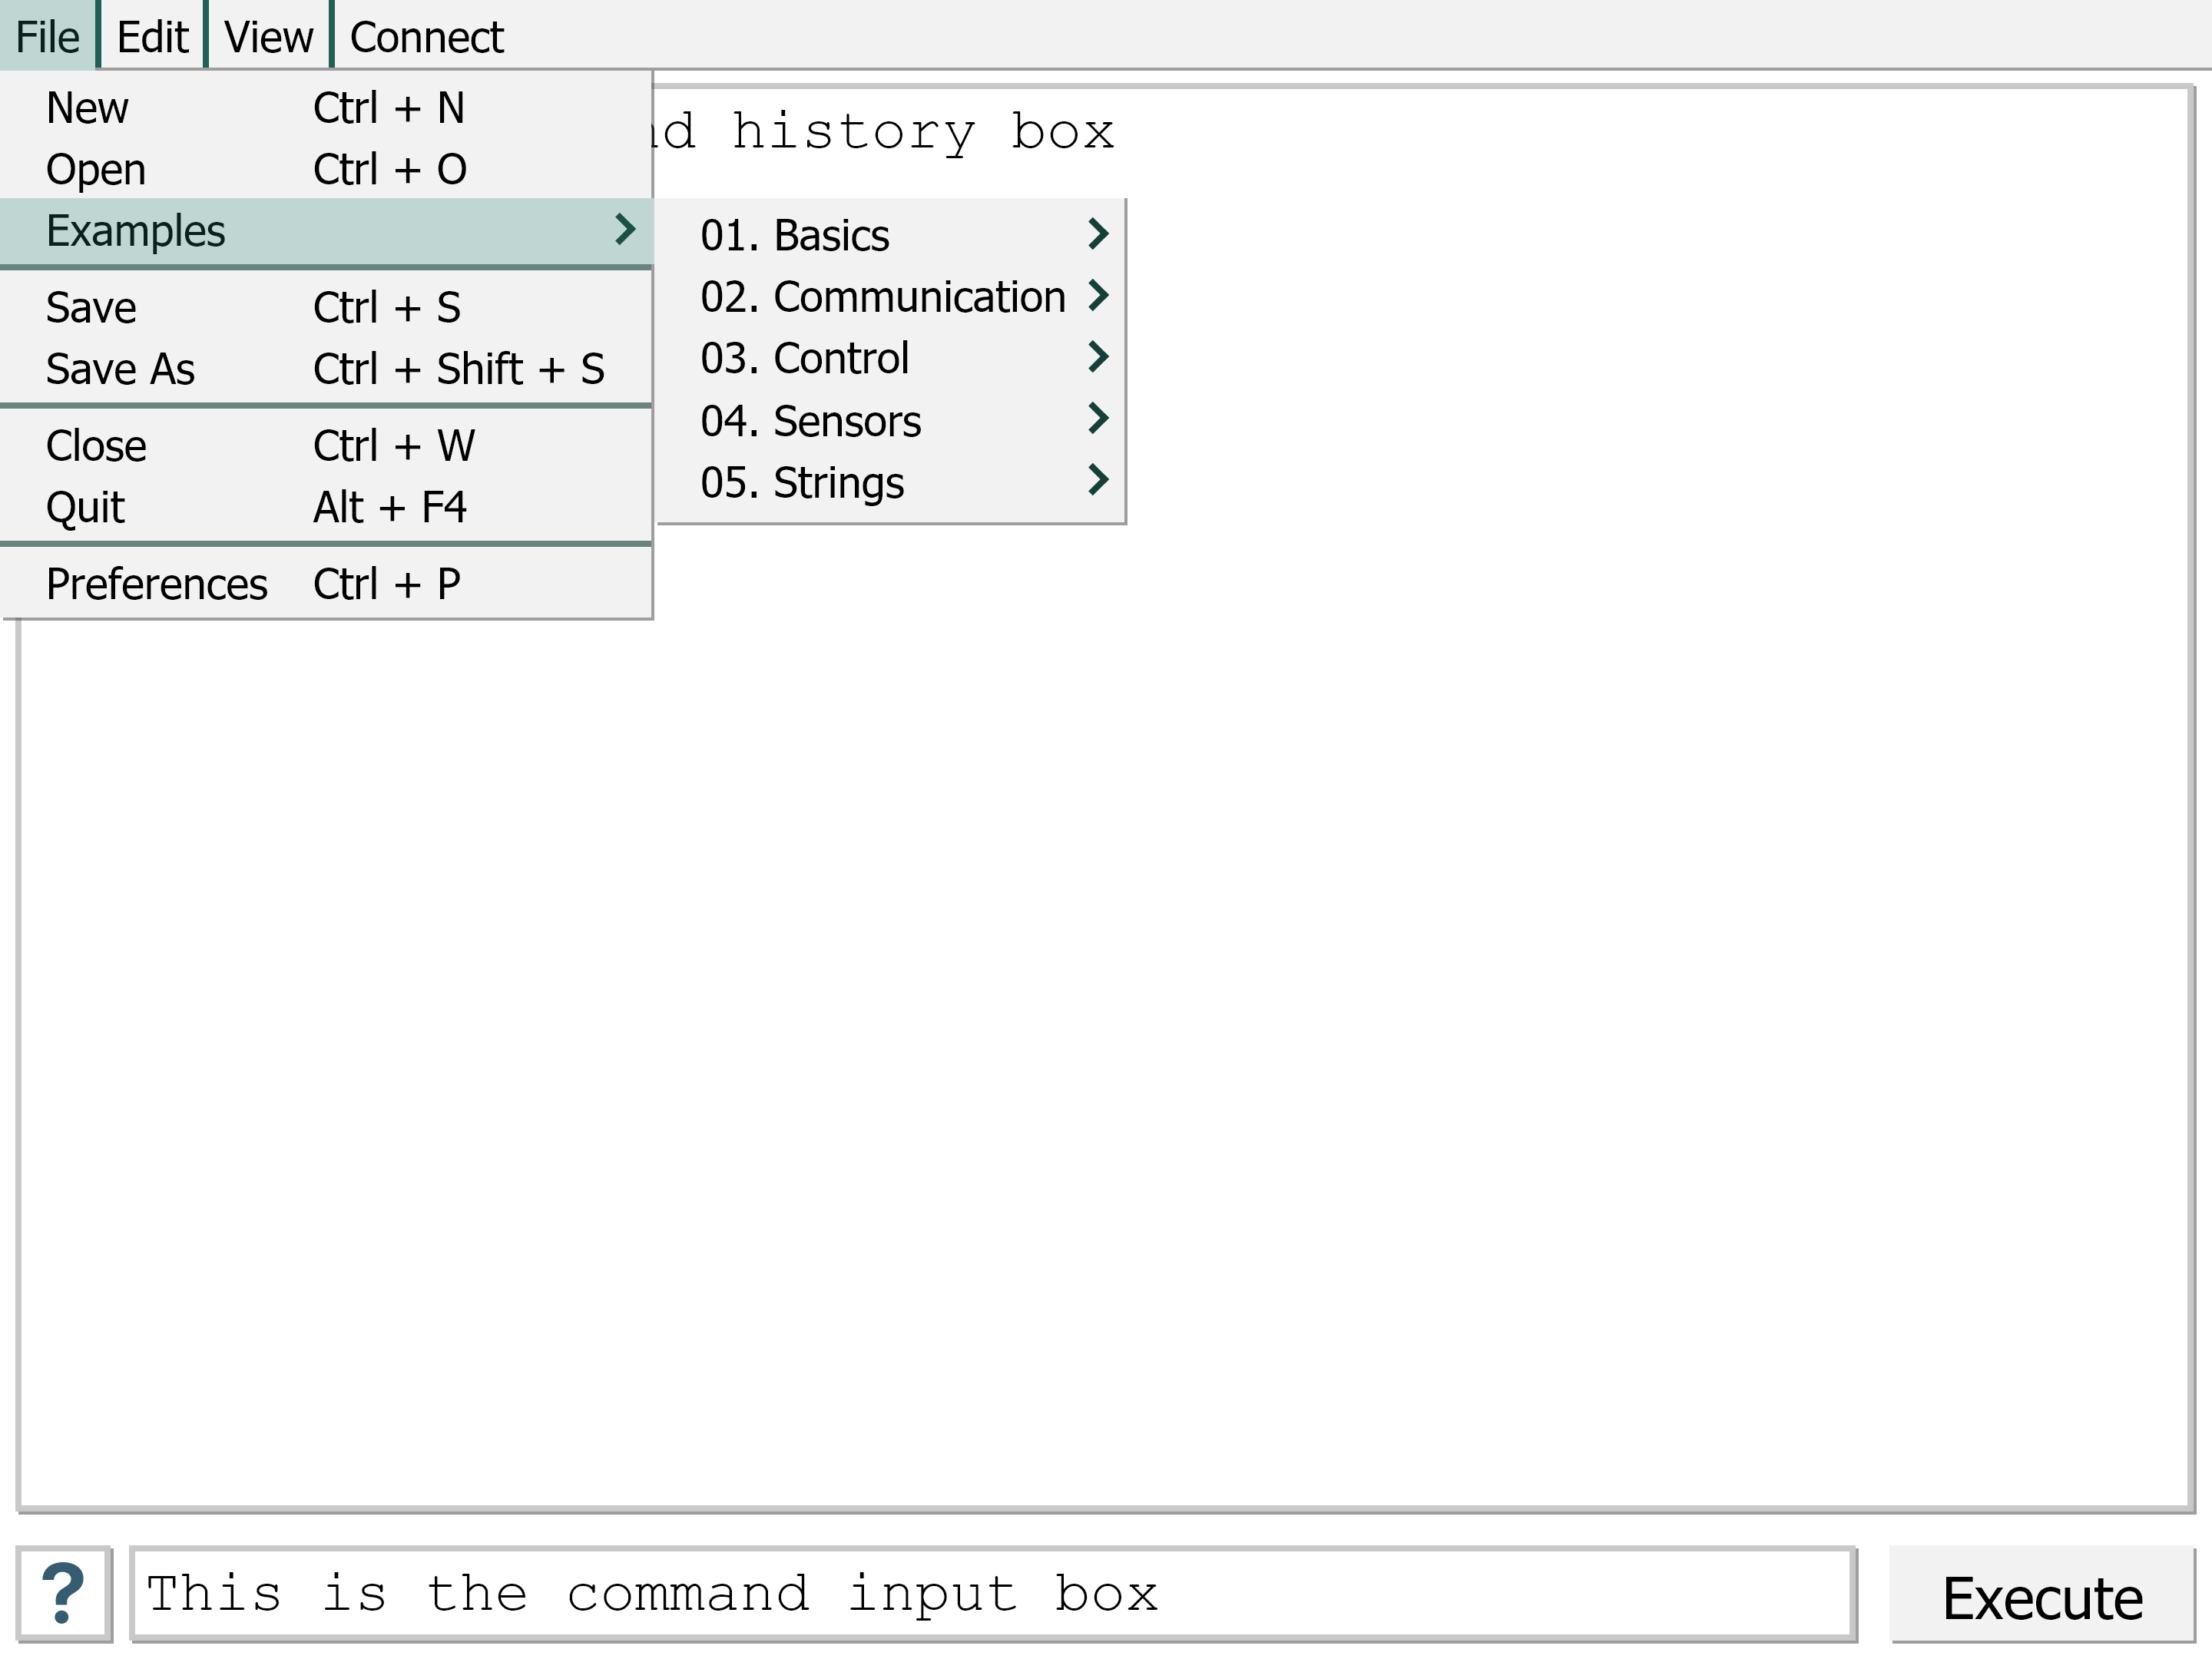 File Edit View Connect
New Ctrl + N
Open Ctrl + O
Examples
Save Ctrl + S
Save As Ctrl + Shift + S
Close Ctrl + W
Quit Alt + F4
Preferences Ctrl + P
history box
01. Basics
02. Communication
03. Control
04. Sensors
05. Strings
? This is the command input box
Execute